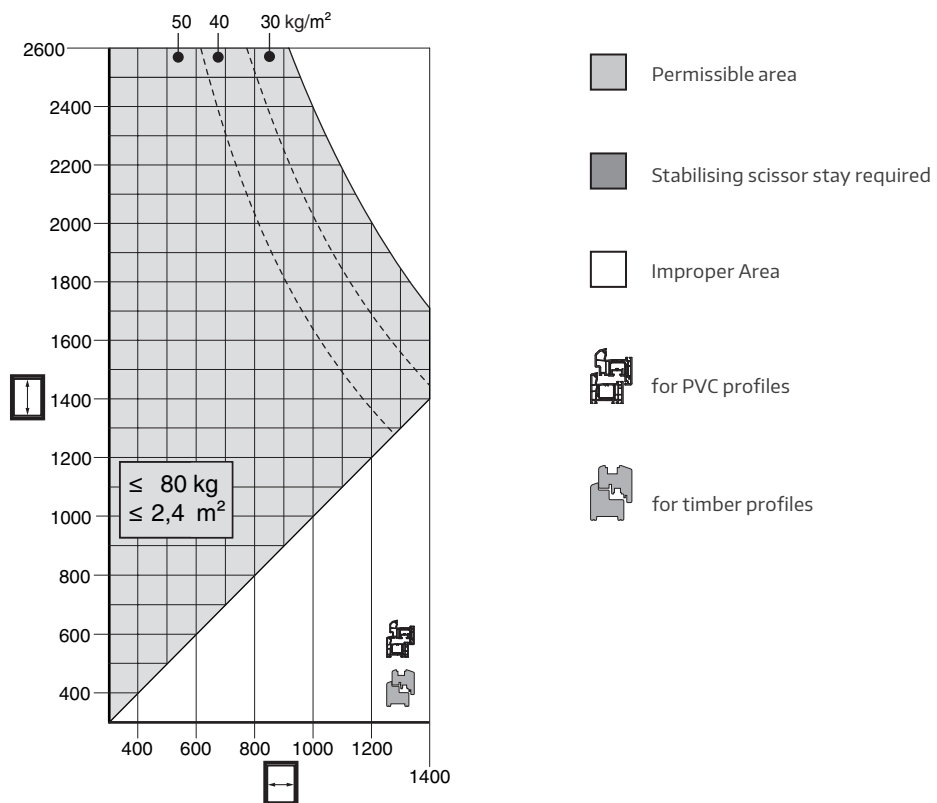 50 40 30 kg/m²
2600
2400
2200
2000
1800
1600
1400
1200
1000
800
600
400
≤ 80 kg
≤ 2,4 m²
400 600 800 1000 1200
1400
Permissible area
Stabilising scissor stay required
Improper Area
for PVC profiles
for timber profiles